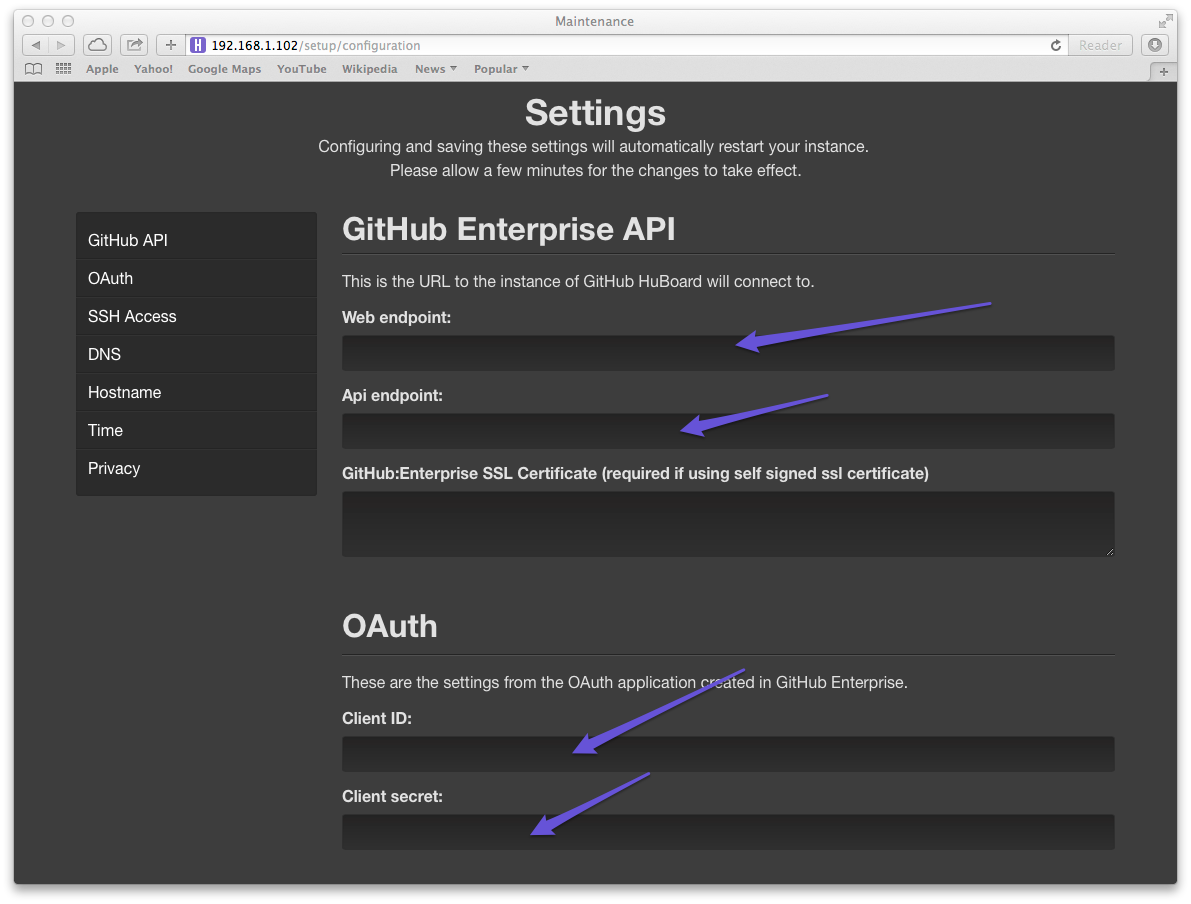 Maintenance
H 192.168.1.102/setup/configuration
Reader
Apple Yahoo! Google Maps YouTube Wikipedia News Popular
Settings
Configuring and saving these settings will automatically restart your instance.
Please allow a few minutes for the changes to take effect.
GitHub API
OAuth
SSH Access
DNS
Hostname
Time
Privacy
GitHub Enterprise API
This is the URL to the instance of GitHub HuBoard will connect to.
Web endpoint:
Api endpoint:
GitHub:Enterprise SSL Certificate (required if using self signed ssl certificate)
OAuth
These are the settings from the OAuth application created in GitHub Enterprise.
Client ID:
Client secret: